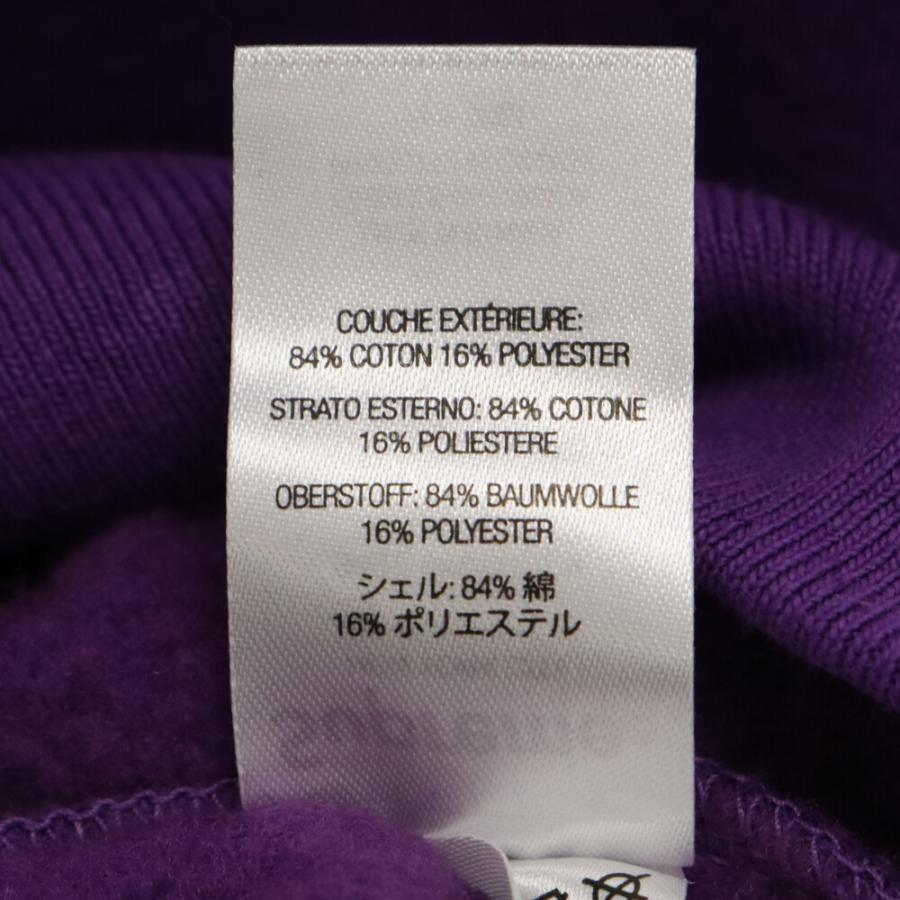 COUCHE EXTÉRIEURE:
84% COTON 16% POLYESTER
STRATO ESTERNO: 84% COTONE
16% POLIESTERE
OBERSTOFF: 84% BAUMWOLLE
16% POLYESTER
シェル: 84% 綿
16% ポリエステル